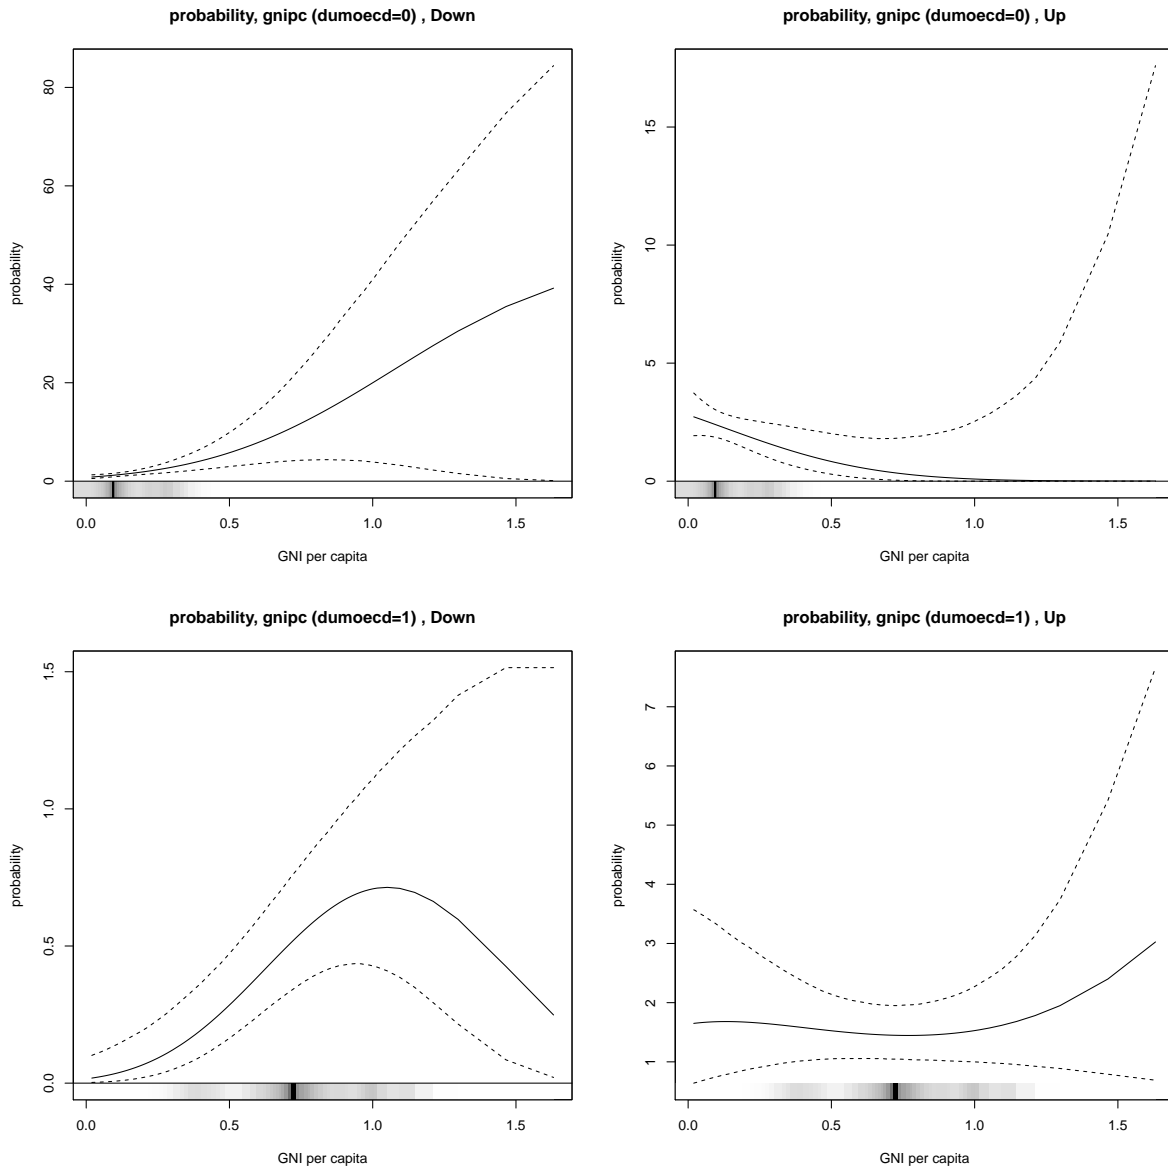 probability, gnipc (dumoecd=0) , Down
80
60
40
20
0
probability
0.0 0.5 1.0 1.5
GNI per capita
probability, gnipc (dumoecd=0) , Up
15
10
5
0
probability
0.0 0.5 1.0 1.5
GNI per capita
probability, gnipc (dumoecd=1) , Down
1.5
1.0
0.5
0.0
probability
0.0 0.5 1.0 1.5
GNI per capita
probability, gnipc (dumoecd=1) , Up
7
6
5
4
3
2
1
probability
0.0 0.5 1.0 1.5
GNI per capita